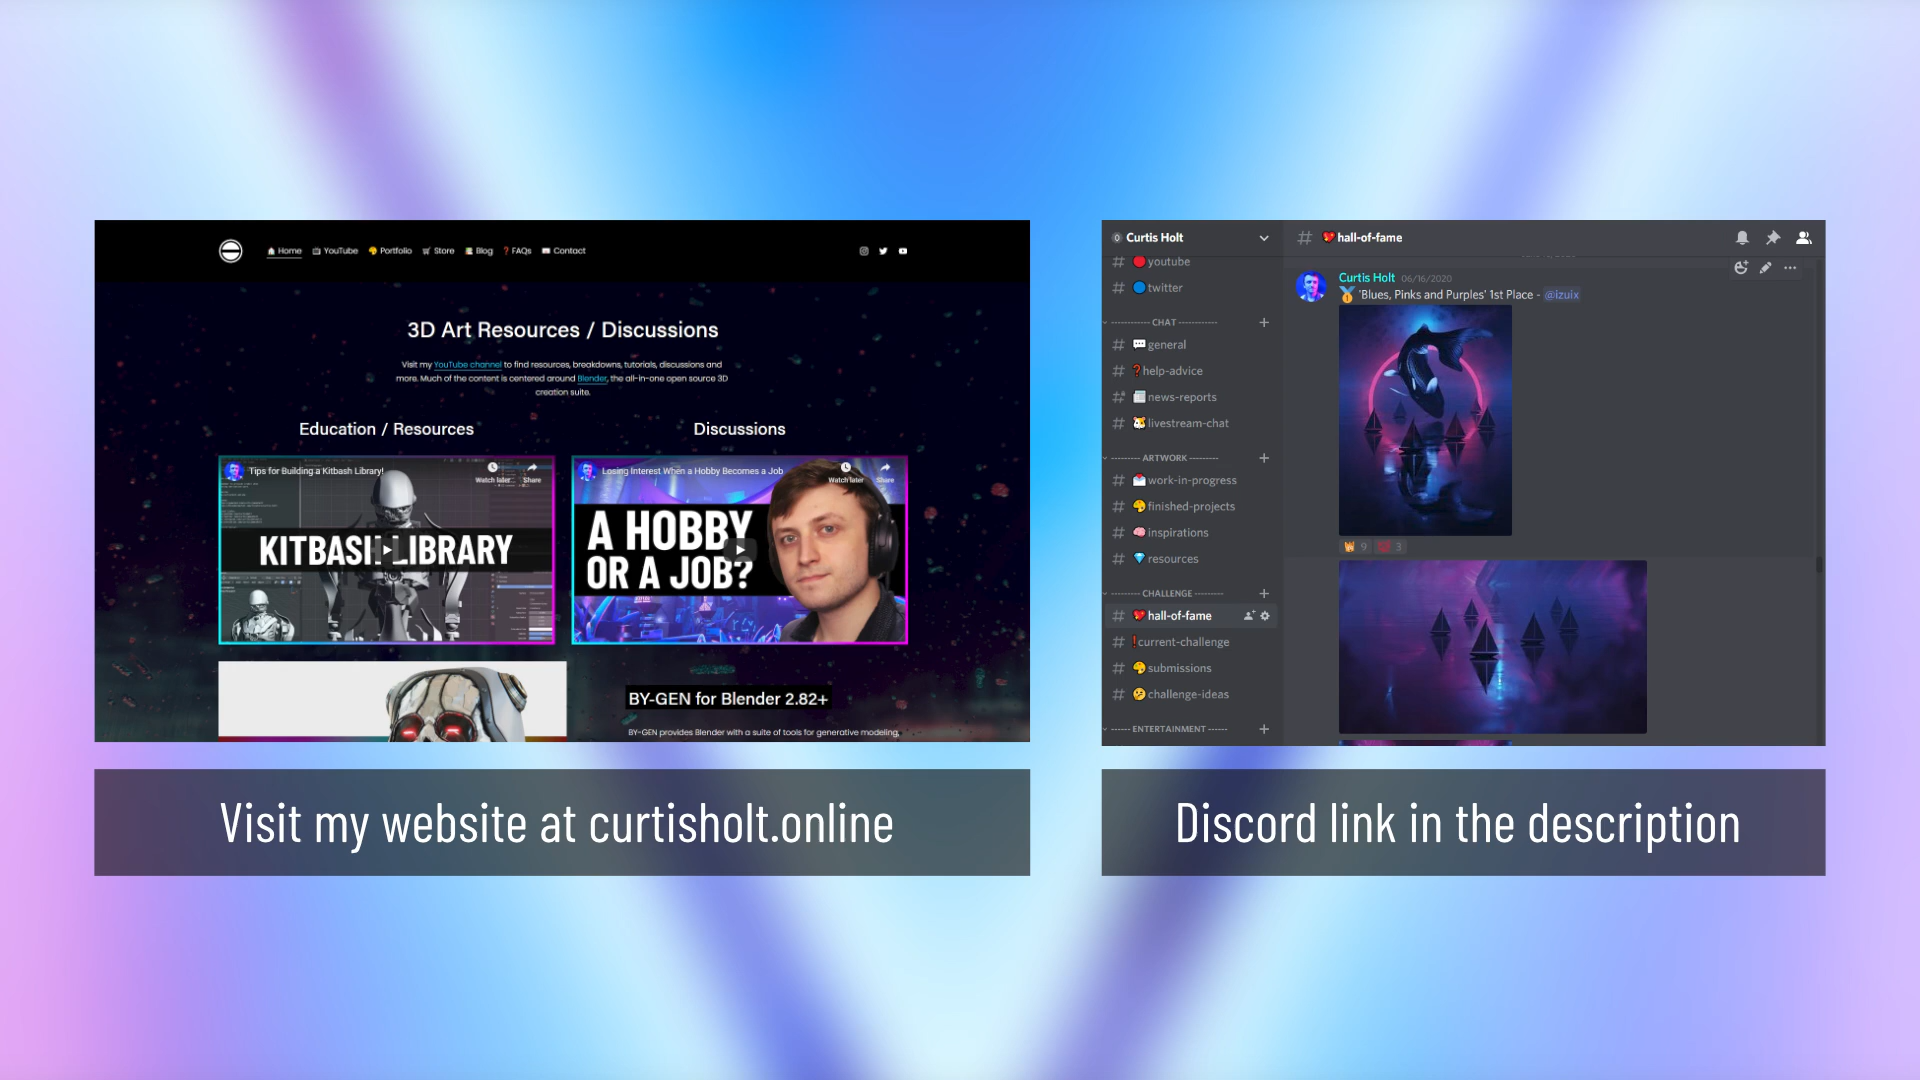 Home YouTube Portfolio Store Blog FAQs Contact
3D Art Resources / Discussions
Visit my YouTube channel to find resources, breakdowns, tutorials, discussions and
more. Much of the content is centered around Blender, the all-in-one open source 3D
creation suite.
Education / Resources
Discussions
Tips for Building a Kitbash Library!
Watch later
Share
KITBASH LIBRARY
Losing Interest When a Hobby Becomes a Job
Watch later
Share
A HOBBY
OR A JOB?
BY-GEN for Blender 2.82+
BY-GEN provides Blender with a suite of tools for generative modeling,
Visit my website at curtisholt.online
Curtis Holt
youtube
twitter
CHAT
general
help-advice
news-reports
livestream-chat
ARTWORK
work-in-progress
finished-projects
inspirations
resources
CHALLENGE
hall-of-fame
current-challenge
submissions
challenge-ideas
ENTERTAINMENT
hall-of-fame
Curtis Holt 06/16/2020
'Blues, Pinks and Purples' 1st Place - @izuix
9 3
Discord link in the description